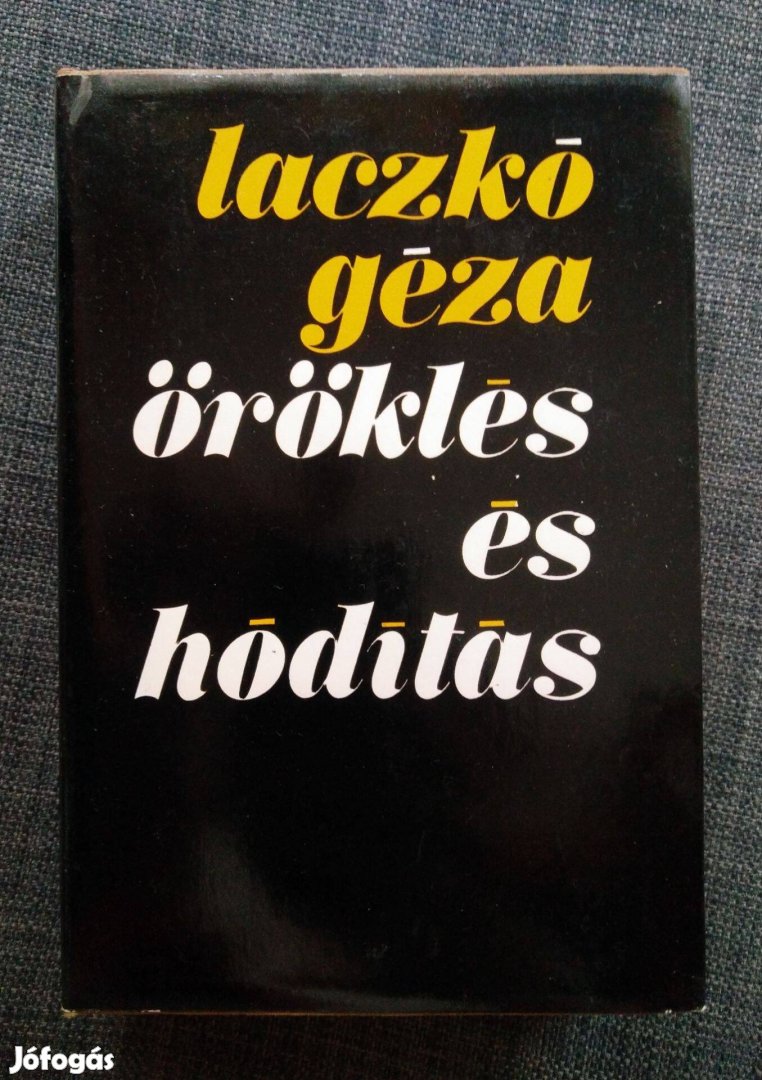 laczkó
géza
öröklés
és
hódítás
Jófogás